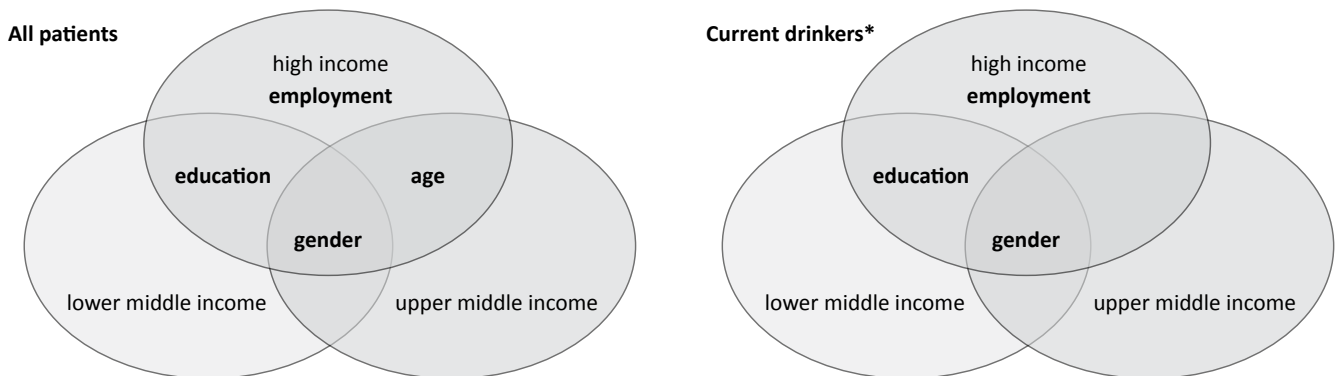 All patients
high income
employment
education
age
gender
lower middle income
upper middle income
Current drinkers*
high income
employment
education
gender
lower middle income
upper middle income